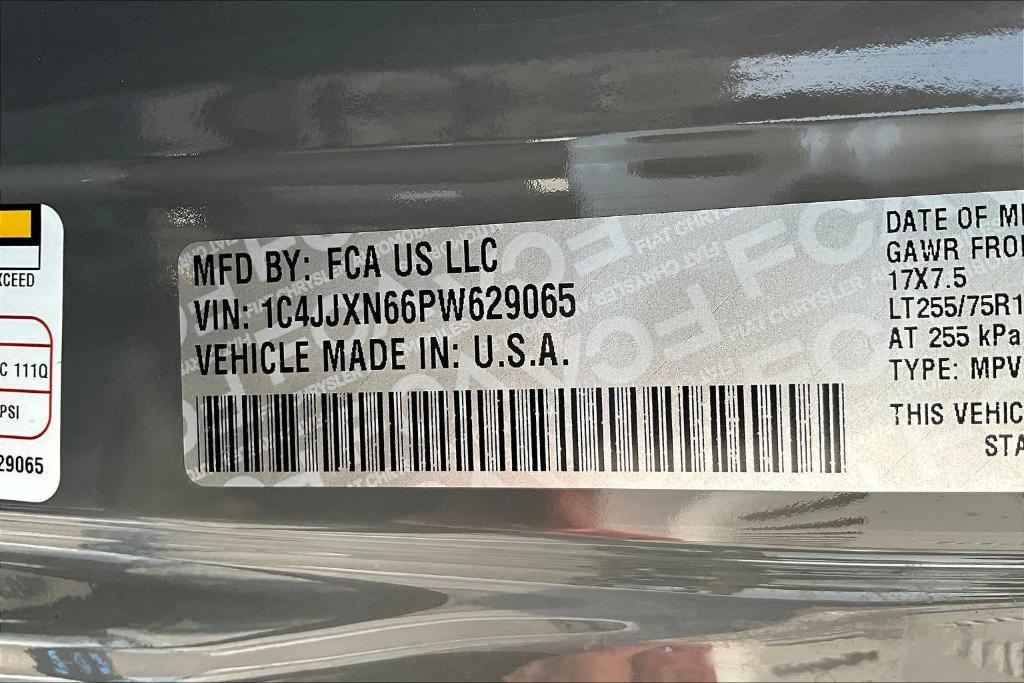 XCEED
C 111Q
PSI
29065
MFD BY: FCA US LLC
VIN: 1C4JJXN66PW629065
VEHICLE MADE IN: U.S.A.
DATE OF M
GAWR FRO
17X7.5
LT255/75R1
AT 255 kPa
TYPE: MPV
THIS VEHIC
STA